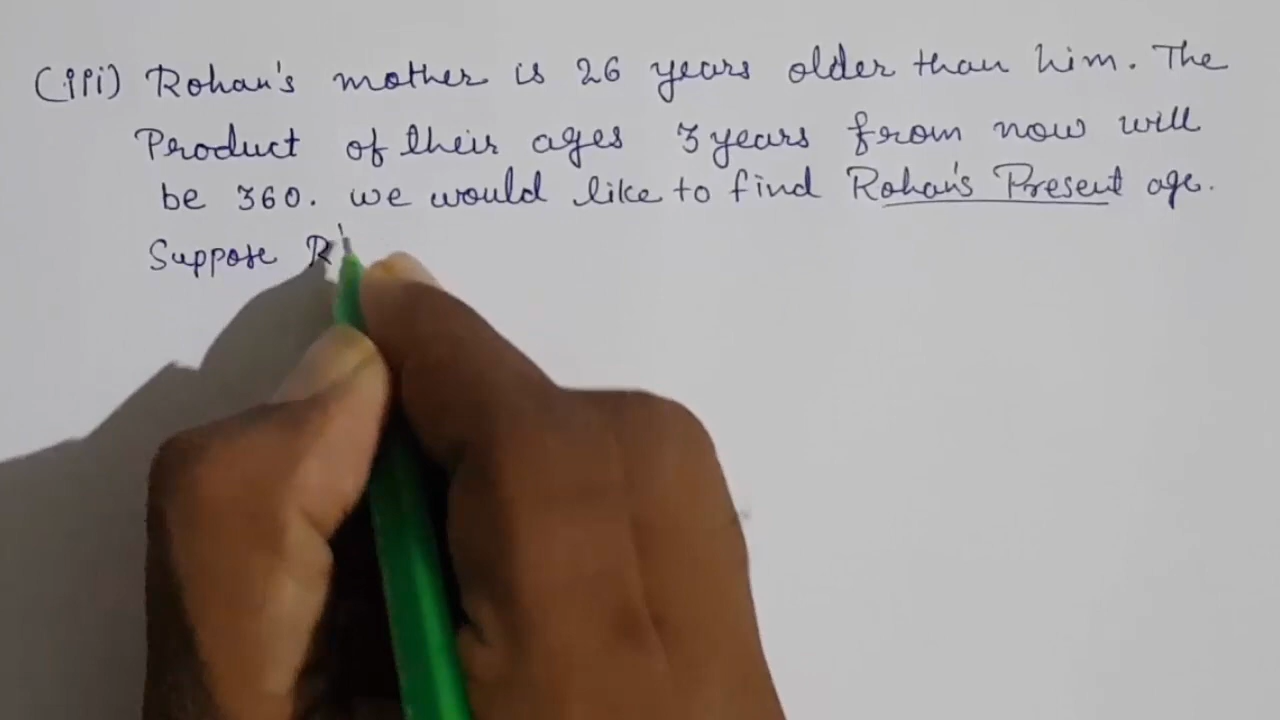 (iii) Rohan's mother is 26 years older than him. The
Product of their ages 3 years from now will
be 360. we would like to find Rohan's Present age.
Suppose R